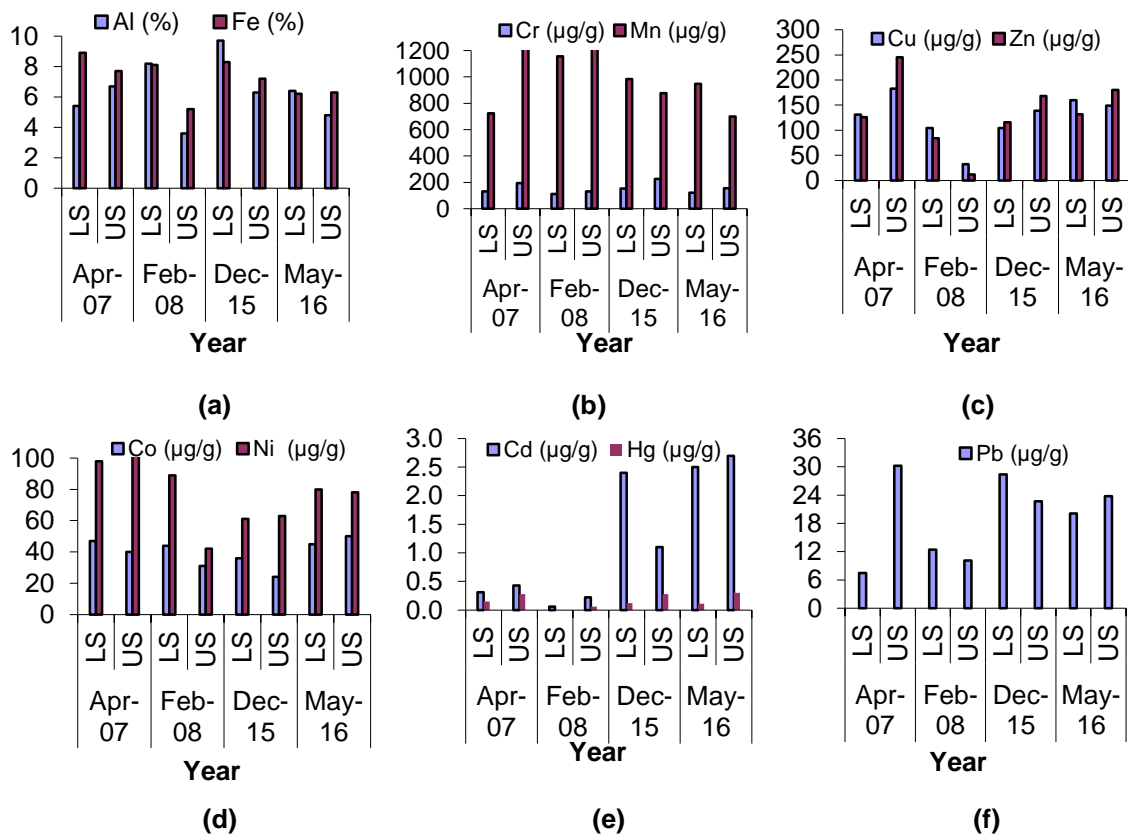 Al (%) Fe (%)
10
8
6
4
2
0
LS US LS US LS US LS US
Apr- Feb- Dec- May-
07 08 15 16
Year
(a)
Cr (µg/g) Mn (µg/g)
1200
1000
800
600
400
200
0
LS US LS US LS US LS US
Apr- Feb- Dec- May-
07 08 15 16
Year
(b)
Cu (µg/g) Zn (µg/g)
300
250
200
150
100
50
0
LS US LS US LS US LS US
Apr- Feb- Dec- May-
07 08 15 16
Year
(c)
Co (µg/g) Ni (µg/g)
100
80
60
40
20
0
LS US LS US LS US LS US
Apr- Feb- Dec- May-
07 08 15 16
Year
(d)
Cd (µg/g) Hg (µg/g)
3.0
2.5
2.0
1.5
1.0
0.5
0.0
LS US LS US LS US LS US
Apr- Feb- Dec- May-
07 08 15 16
Year
(e)
Pb (µg/g)
36
30
24
18
12
6
0
LS US LS US LS US LS US
Apr- Feb- Dec- May-
07 08 15 16
Year
(f)